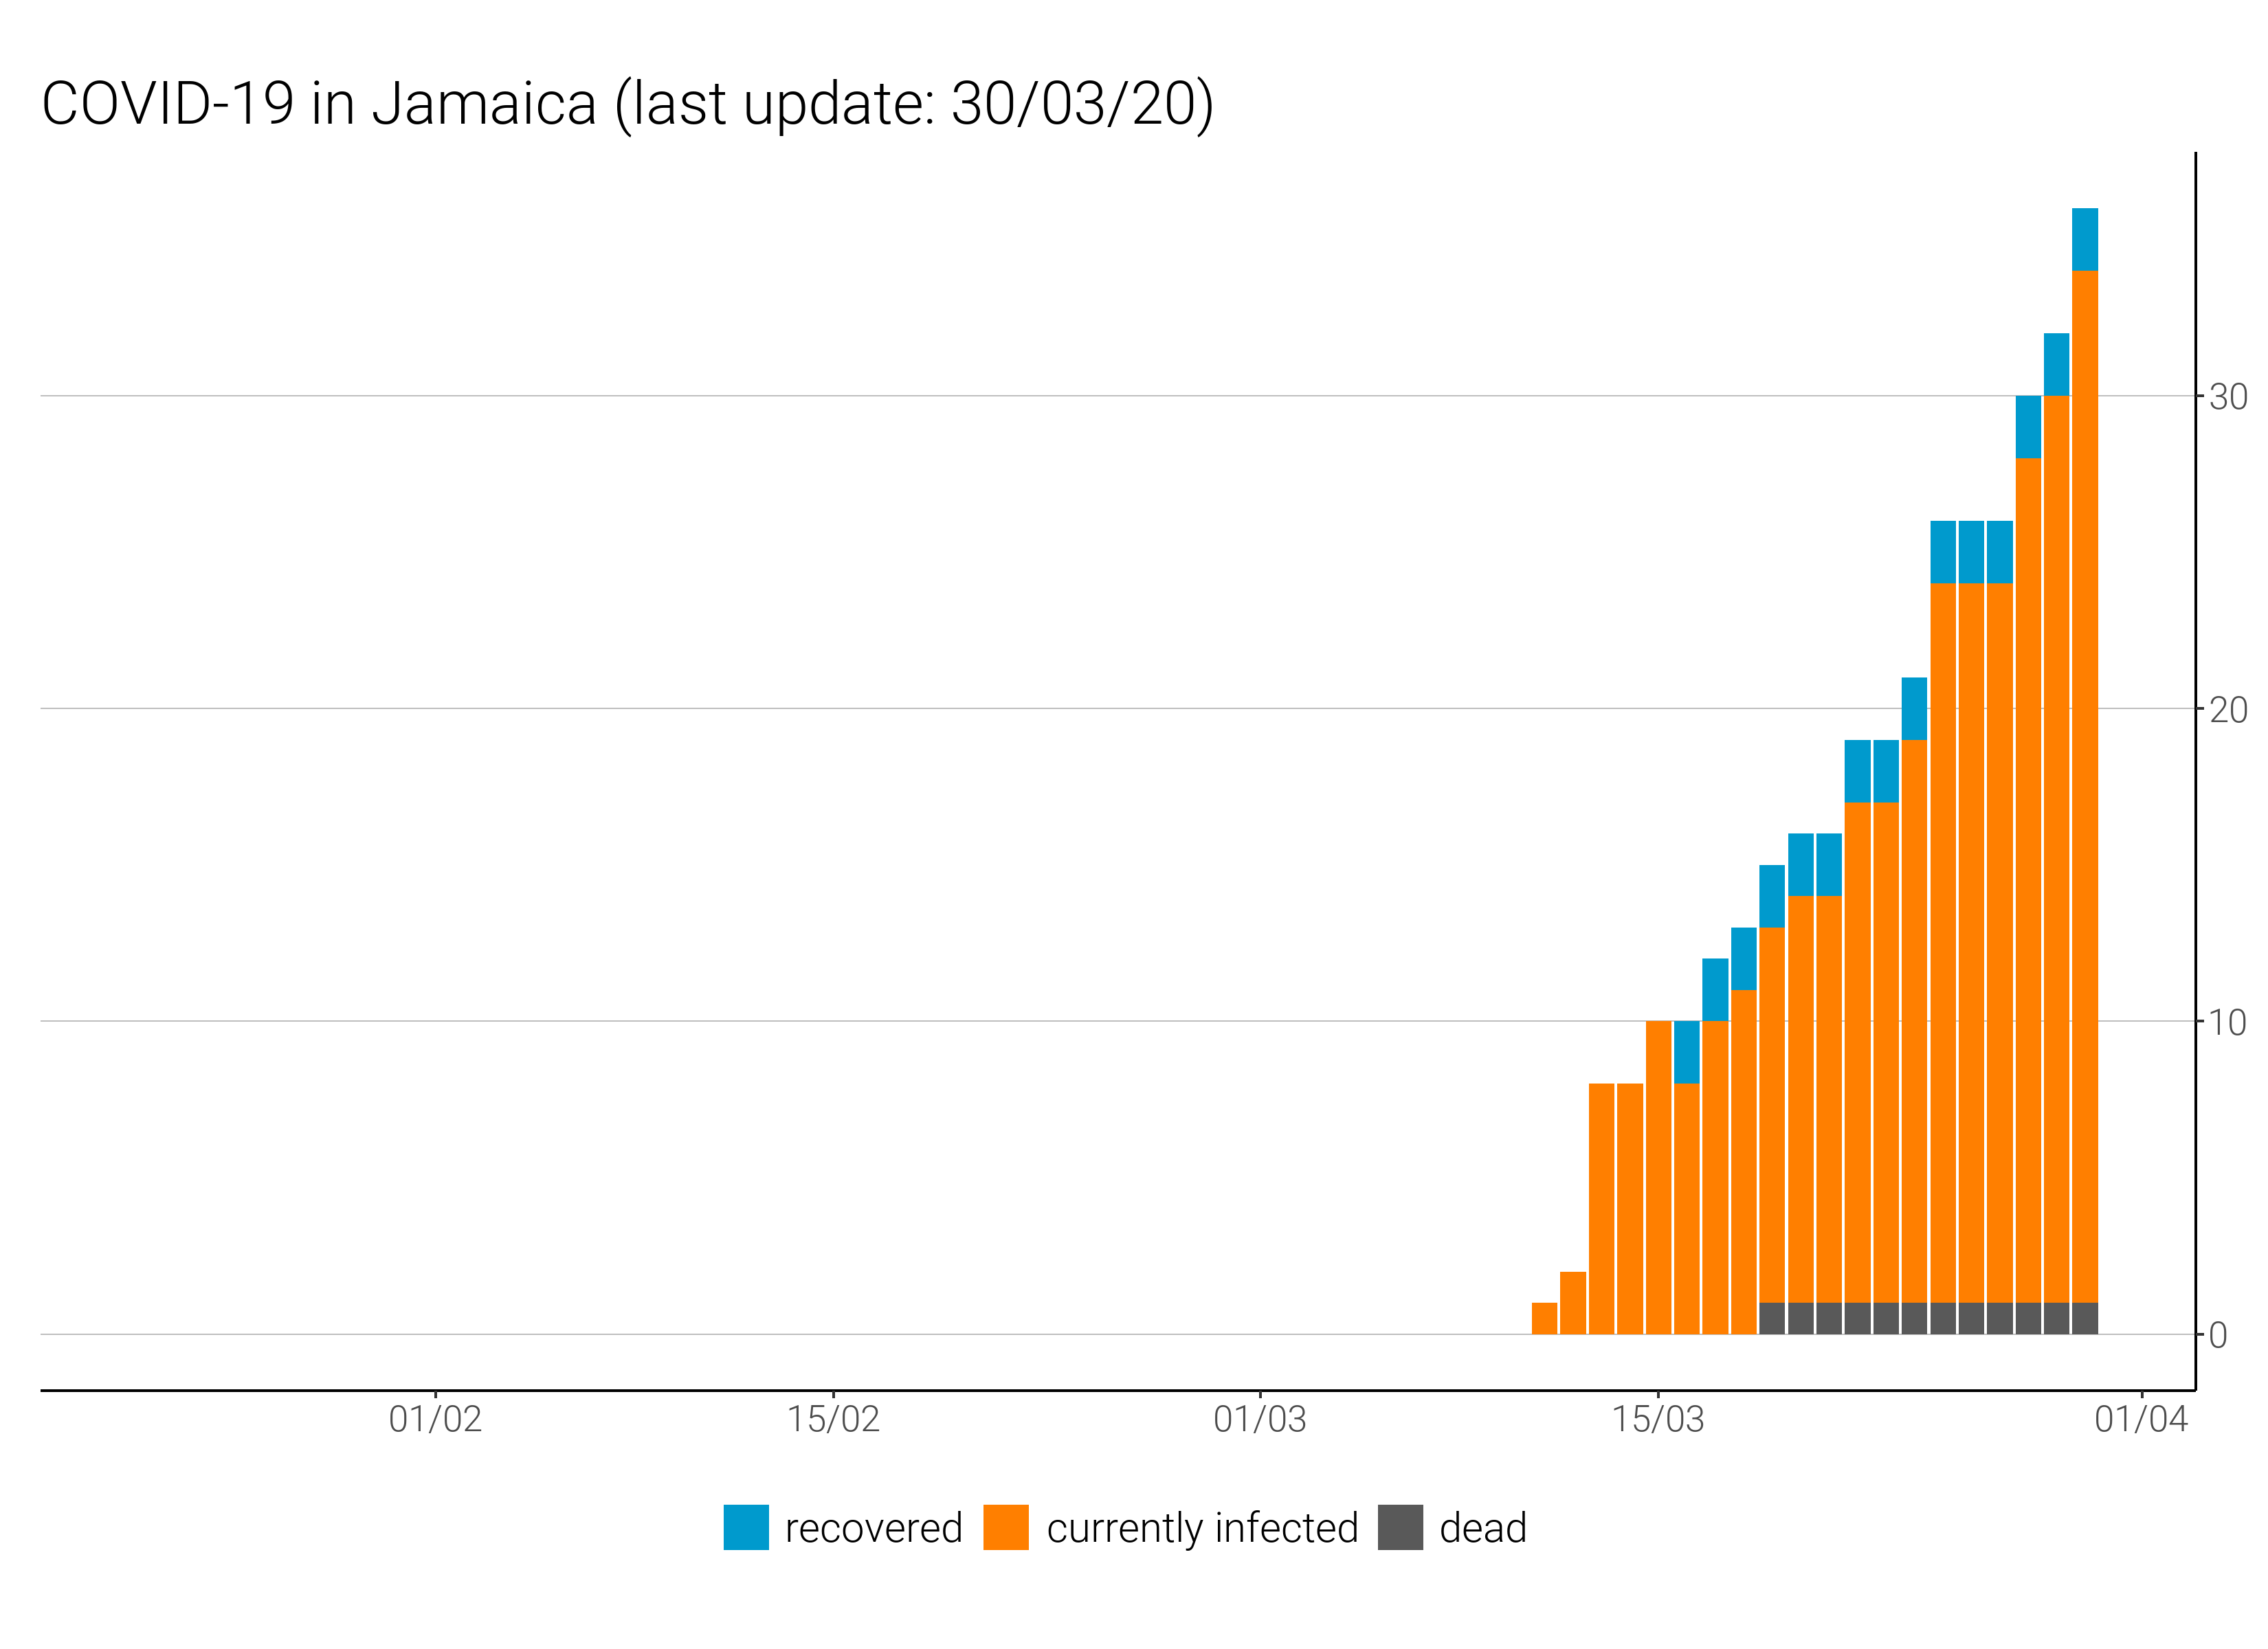 COVID-19 in Jamaica (last update: 30/03/20)
30
20
10
0
01/02 15/02 01/03 15/03 01/04
recovered currently infected dead